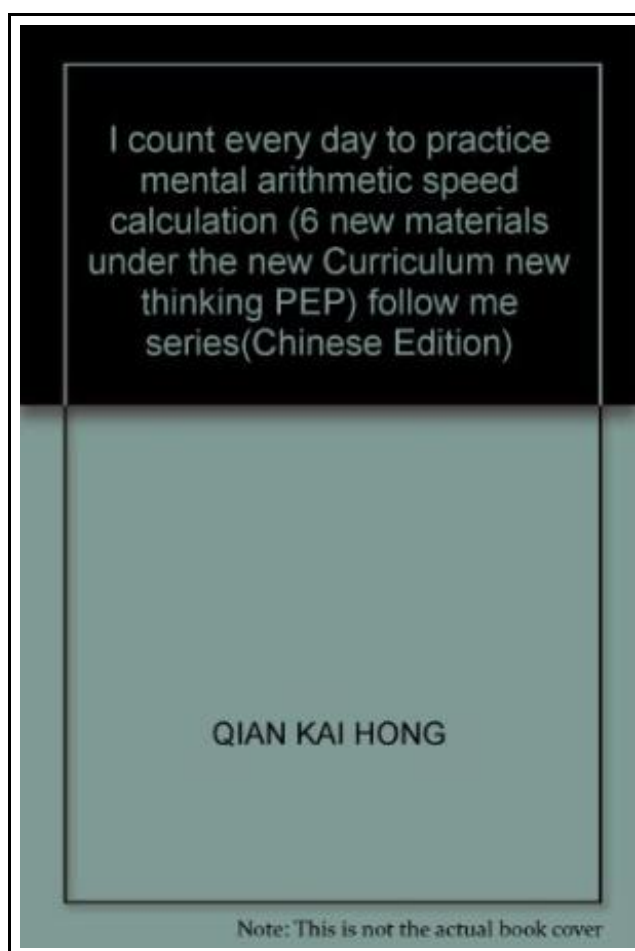 I count every day to practice
mental arithmetic speed
calculation (6 new materials
under the new Curriculum new
thinking PEP) follow me
series(Chinese Edition)
QIAN KAI HONG
Note: This is not the actual book cover